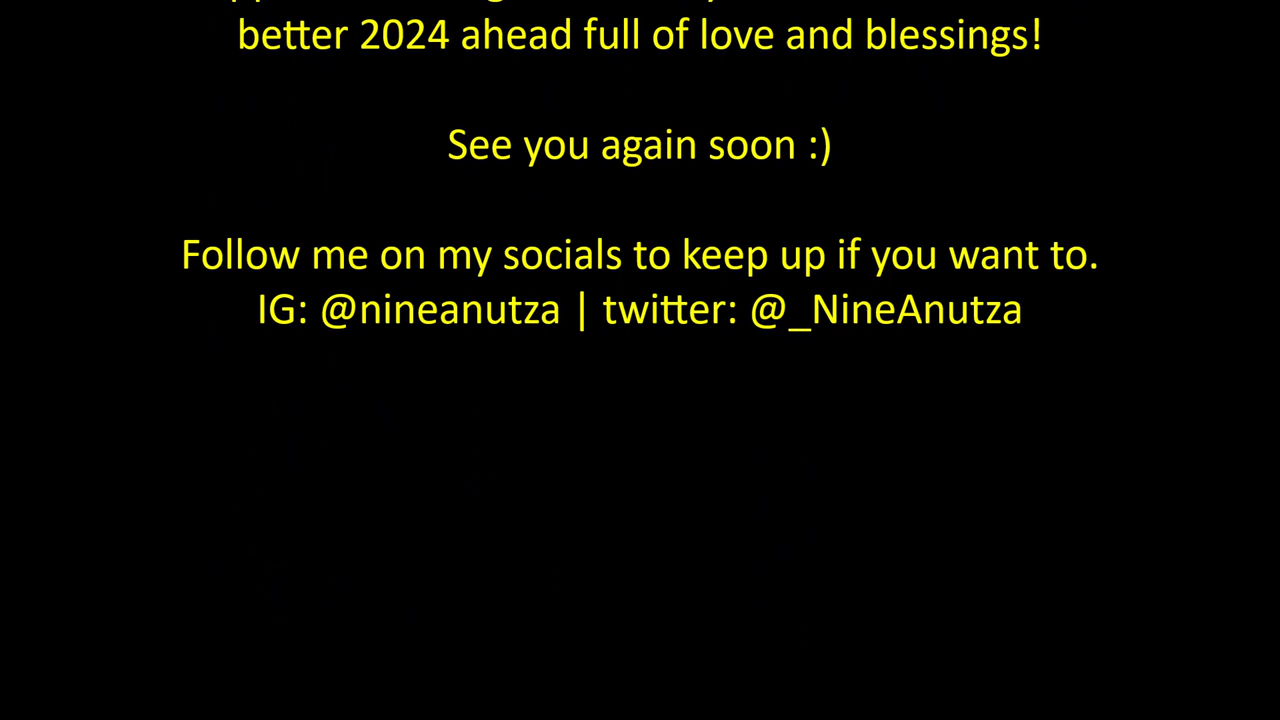 better 2024 ahead full of love and blessings!
See you again soon :)
Follow me on my socials to keep up if you want to.
IG: @nineanutza | twitter: @_NineAnutza